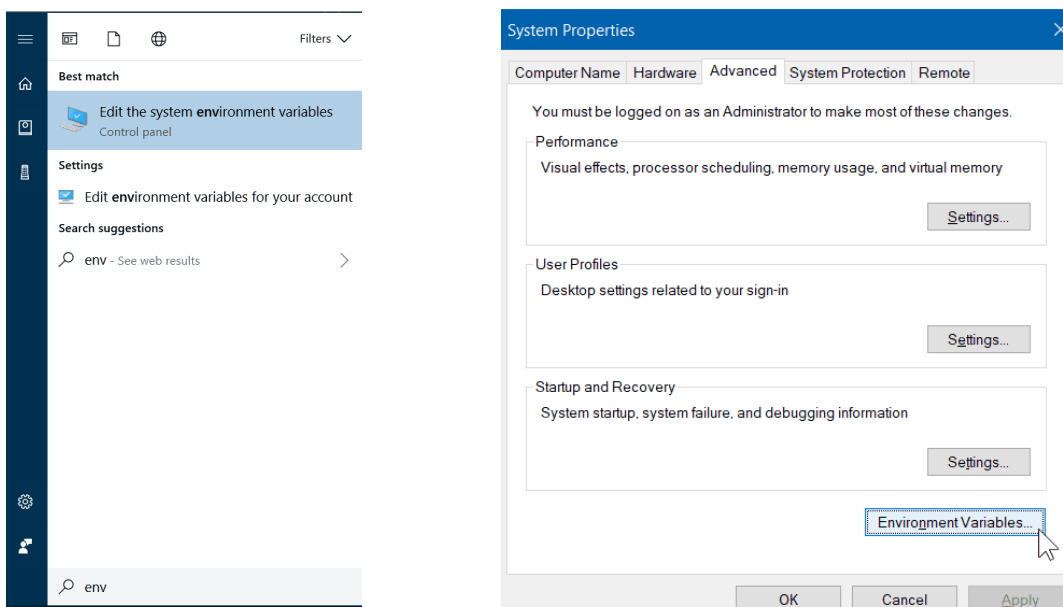 Filters
Best match
Edit the system environment variables
Control panel
Settings
Edit environment variables for your account
Search suggestions
env - See web results
env
System Properties
Computer Name Hardware Advanced System Protection Remote
You must be logged on as an Administrator to make most of these changes.
Performance
Visual effects, processor scheduling, memory usage, and virtual memory
Settings...
User Profiles
Desktop settings related to your sign-in
Settings...
Startup and Recovery
System startup, system failure, and debugging information
Settings...
Environment Variables...
OK Cancel Apply